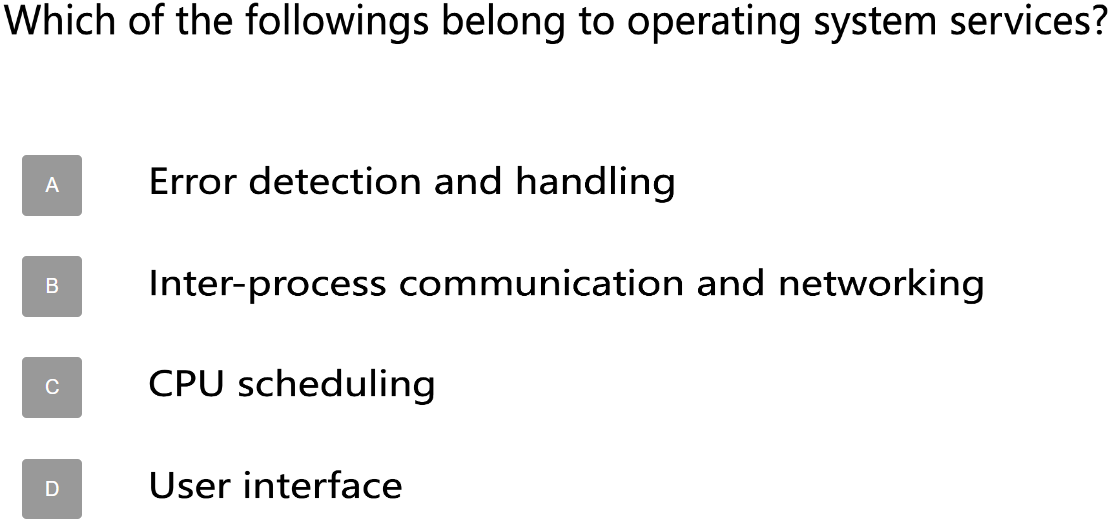 Which of the followings belong to operating system services?
A Error detection and handling
B Inter-process communication and networking
C CPU scheduling
D User interface